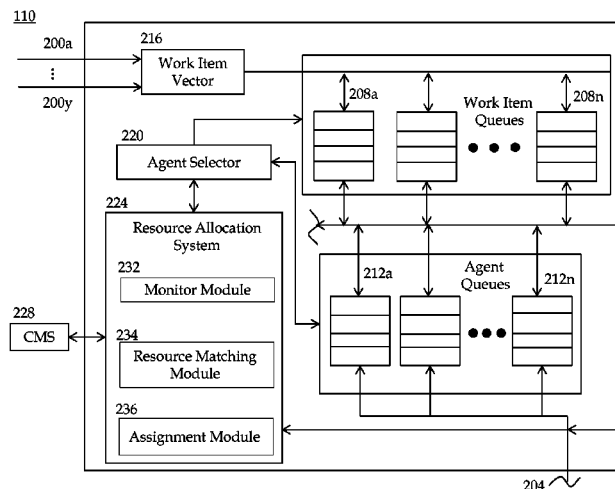 110
200a
200y
216
Work Item
Vector
208a
Work Item
Queues
208n
220
Agent Selector
224
Resource Allocation
System
232
Monitor Module
234
Resource Matching
Module
236
Assignment Module
228
CMS
212a
Agent
Queues
212n
204